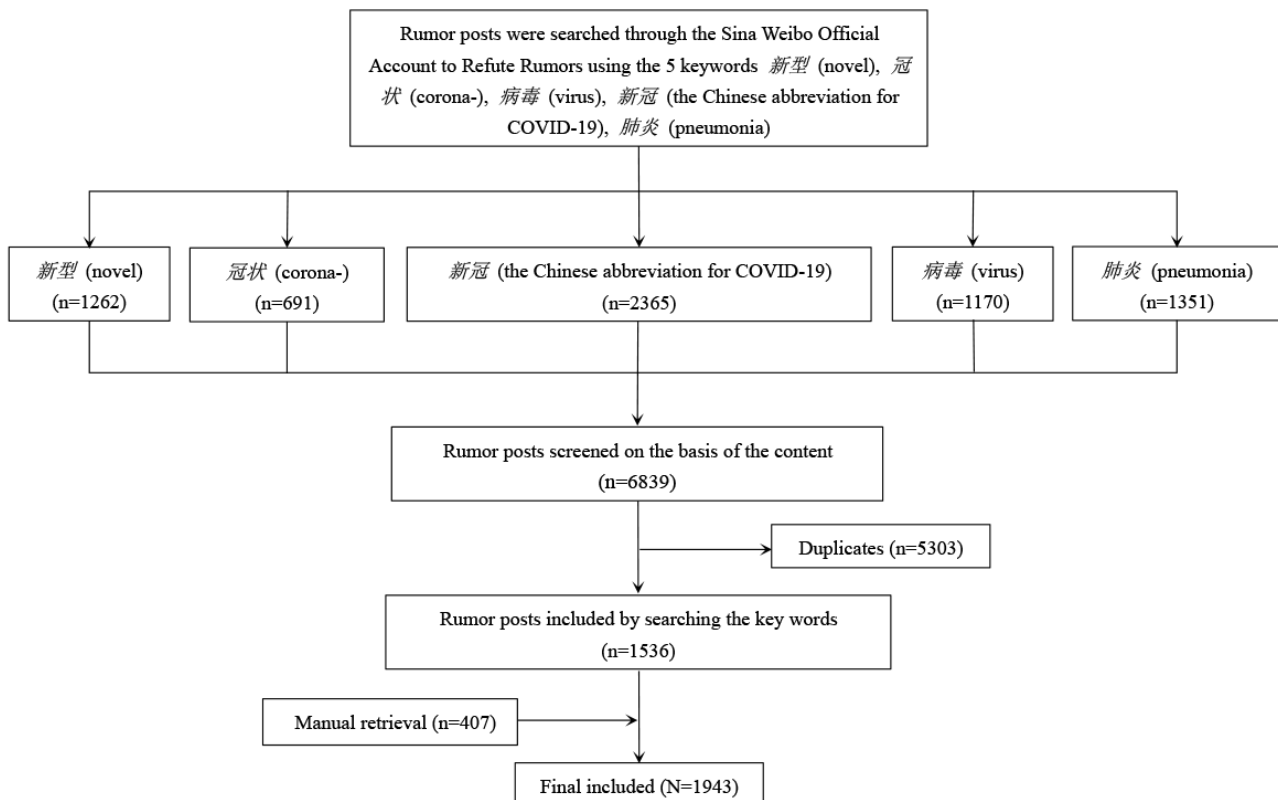 Rumor posts were searched through the Sina Weibo Official
Account to Refute Rumors using the 5 keywords 新型 (novel), 冠
状 (corona-), 病毒 (virus), 新冠 (the Chinese abbreviation for
COVID-19), 肺炎 (pneumonia)
新型 (novel)
(n=1262)
冠状 (corona-)
(n=691)
新冠 (the Chinese abbreviation for COVID-19)
(n=2365)
病毒 (virus)
(n=1170)
肺炎 (pneumonia)
(n=1351)
Rumor posts screened on the basis of the content
(n=6839)
Duplicates (n=5303)
Rumor posts included by searching the key words
(n=1536)
Manual retrieval (n=407)
Final included (N=1943)